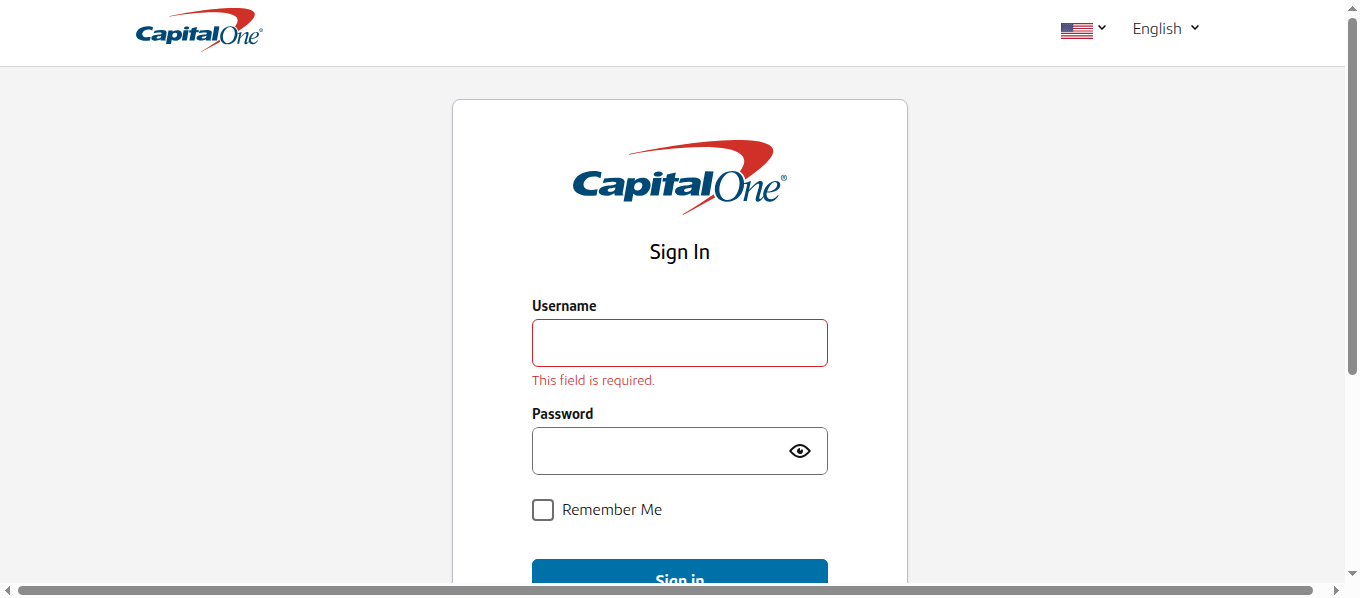 CapitalOne®
English
CapitalOne®
Sign In
Username
This field is required.
Password
Remember Me
Sign in